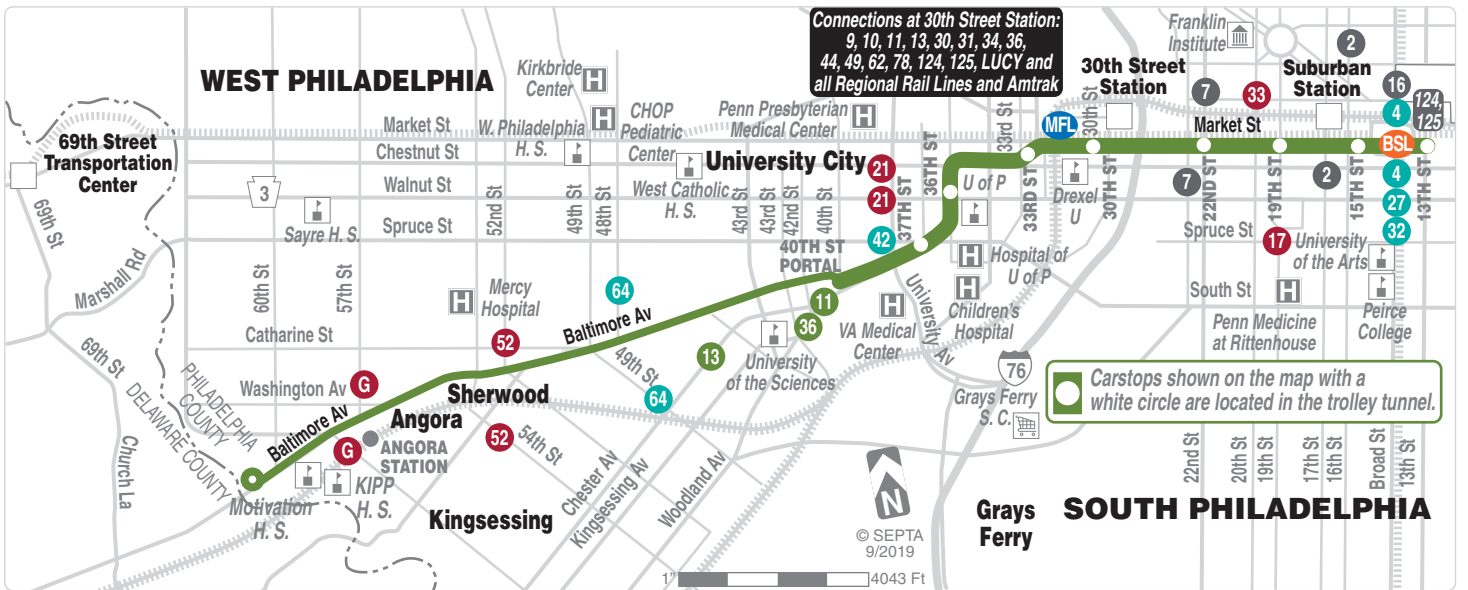 Connections at 30th Street Station:
9, 10, 11, 13, 30, 31, 34, 36,
44, 49, 62, 78, 124, 125, LUCY and
all Regional Rail Lines and Amtrak
Franklin
Institute
2
WEST PHILADELPHIA
Kirkbride
Center
H
30th Street
Station
Suburban
Station
7
33
16
4
124,
125
69th Street
Transportation
Center
Market St
Chestnut St
Walnut St
Spruce St
W. Philadelphia
H. S.
H
CHOP
Pediatric
Center
Penn Presbyterian
Medical Center
H
33rd St
MFL
30th St
Market St
BSL
University City
West Catholic
H. S.
21
21
42
36TH ST
37TH ST
U of P
33RD ST
Drexel
U
30TH ST
7
22ND ST
19TH ST
2
15TH ST
4
27
32
13TH ST
3
Sayre H. S.
52nd St
49th St
48th St
43rd St
43rd St
42nd St
40th St
40TH ST
PORTAL
Spruce St
17
University
of the Arts
69th St
Marshall Rd
60th St
57th St
H
Mercy
Hospital
64
Baltimore Av
11
36
13
H
Hospital of
U of P
H
Children's
Hospital
H
VA Medical
Center
University Av
South St
H
Penn Medicine
at Rittenhouse
Peirce
College
Catharine St
52
49th St
64
University
of the Sciences
76
Grays Ferry
S. C.
Carstops shown on the map with a
white circle are located in the trolley tunnel.
69th St
PHILADELPHIA
COUNTY
DELAWARE COUNTY
Washington Av
G
Baltimore Av
Sherwood
Angora
G
ANGORA
STATION
52
54th St
Church La
Motivation
H. S.
KIPP
H. S.
Kingsessing
Chester Av
Kingsessing Av
Woodland Av
N
© SEPTA
9/2019
Grays
Ferry
22nd St
20th St
19th St
17th St
16th St
Broad St
13th St
SOUTH PHILADELPHIA
1"
4043 Ft